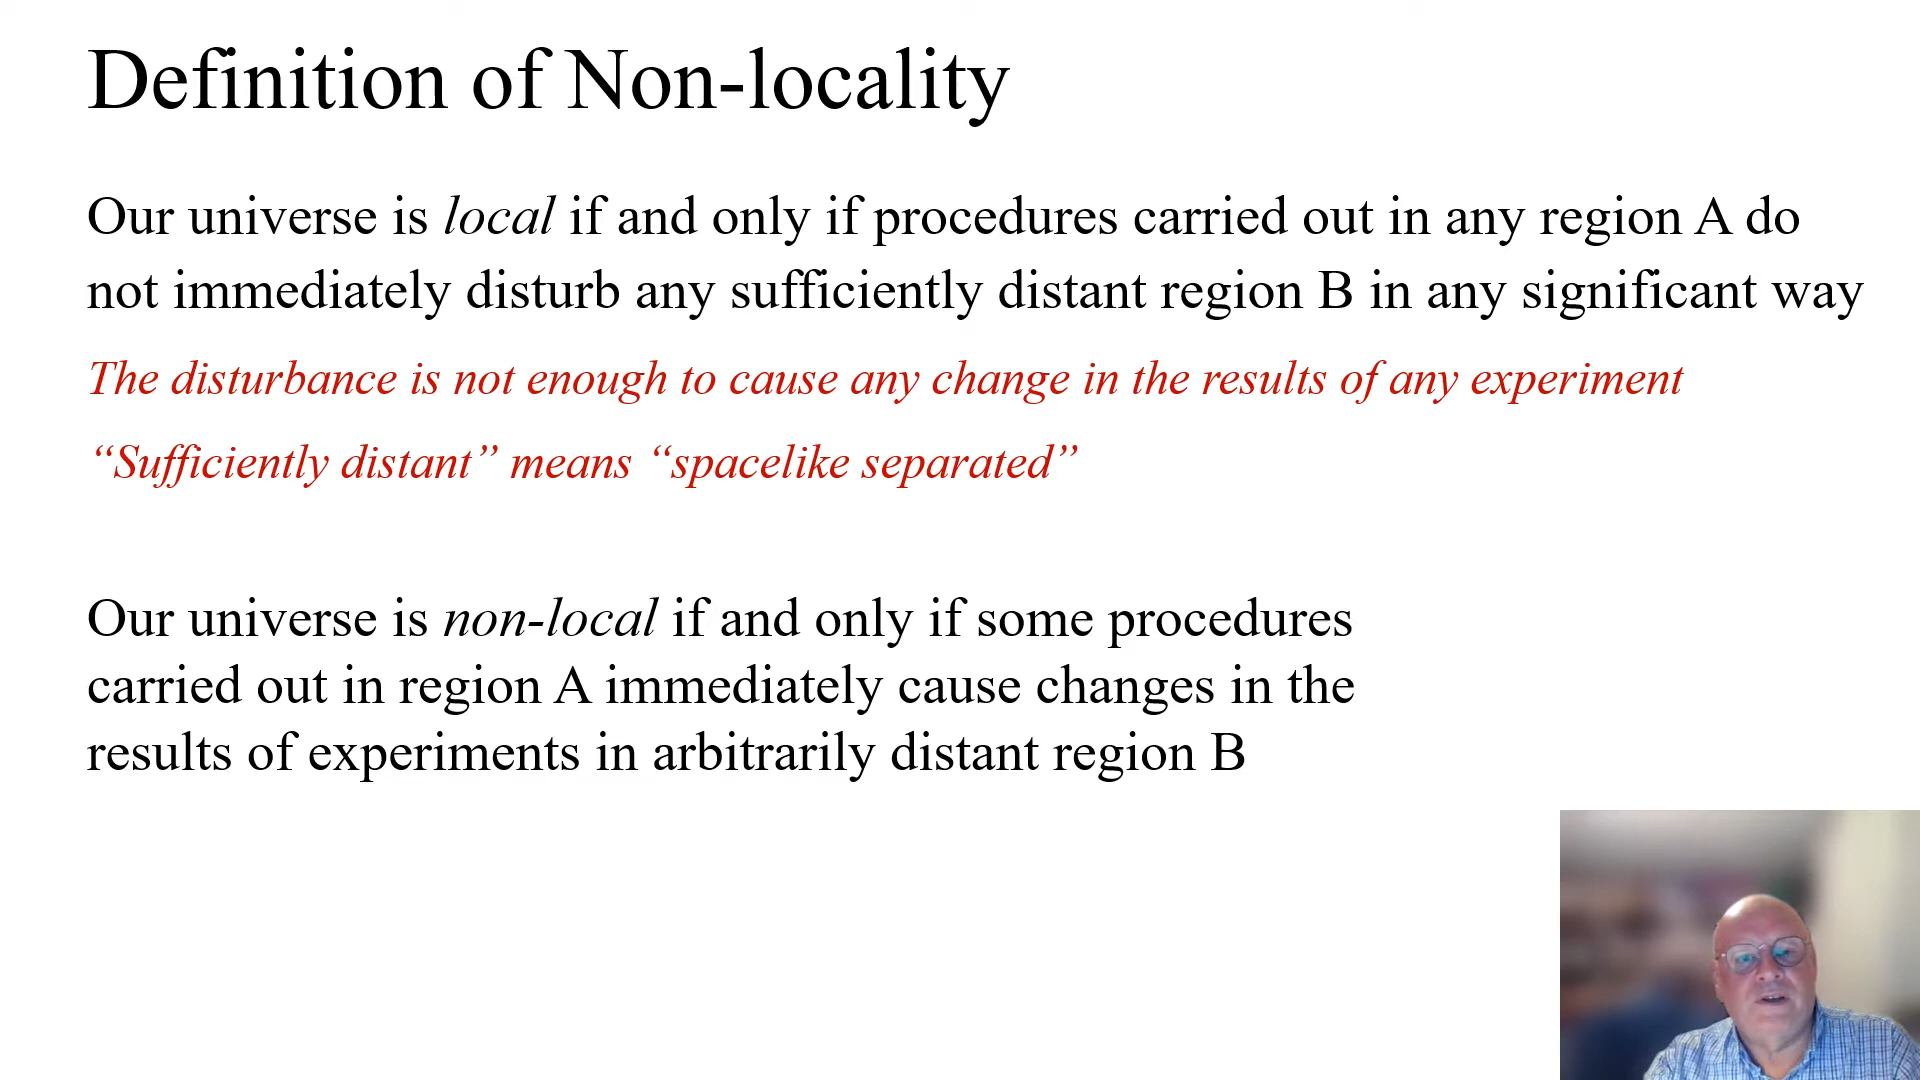 Definition of Non-locality
Our universe is local if and only if procedures carried out in any region A do
not immediately disturb any sufficiently distant region B in any significant way
The disturbance is not enough to cause any change in the results of any experiment
“Sufficiently distant” means “spacelike separated”
Our universe is non-local if and only if some procedures
carried out in region A immediately cause changes in the
results of experiments in arbitrarily distant region B